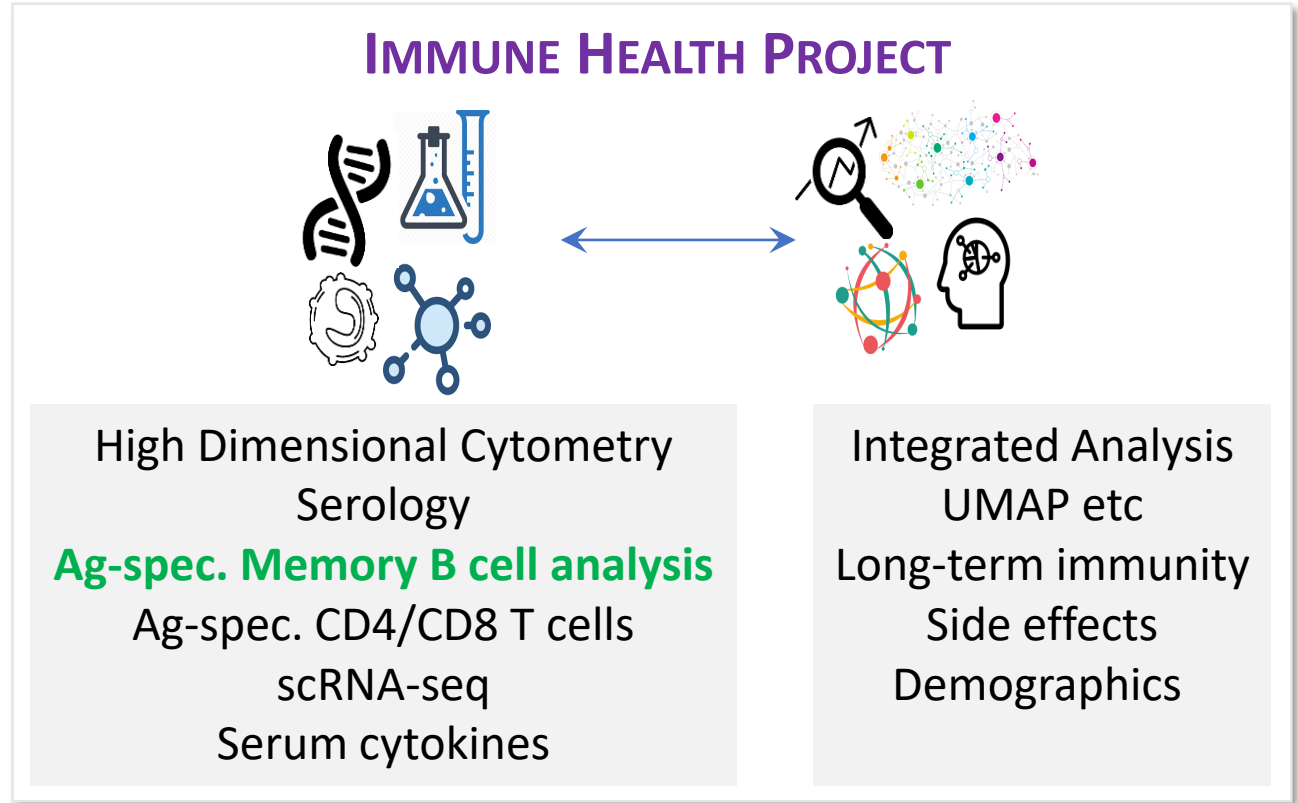 IMMUNE HEALTH PROJECT
High Dimensional Cytometry
Serology
Ag-spec. Memory B cell analysis
Ag-spec. CD4/CD8 T cells
scRNA-seq
Serum cytokines
Integrated Analysis
UMAP etc
Long-term immunity
Side effects
Demographics